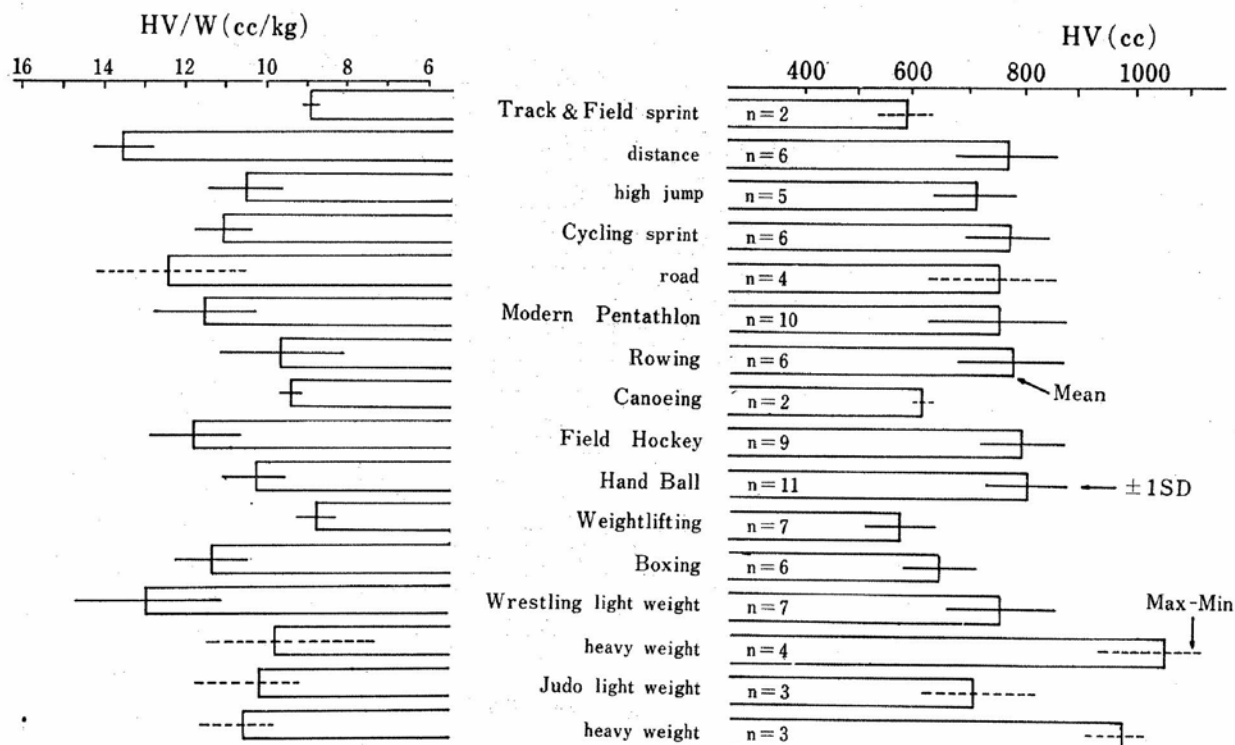 HV/W(cc/kg) HV(cc)
16 14 12 10 8 6 400 600 800 1000
Track & Field sprint n=2
distance n=6
high jump n=5
Cycling sprint n=6
road n=4
Modern Pentathlon n=10
Rowing n=6
Mean
Canoeing n=2
Field Hockey n=9
Hand Ball n=11 ±1SD
Weightlifting n=7
Boxing n=6
Wrestling light weight n=7 Max-Min
heavy weight n=4
Judo light weight n=3
heavy weight n=3